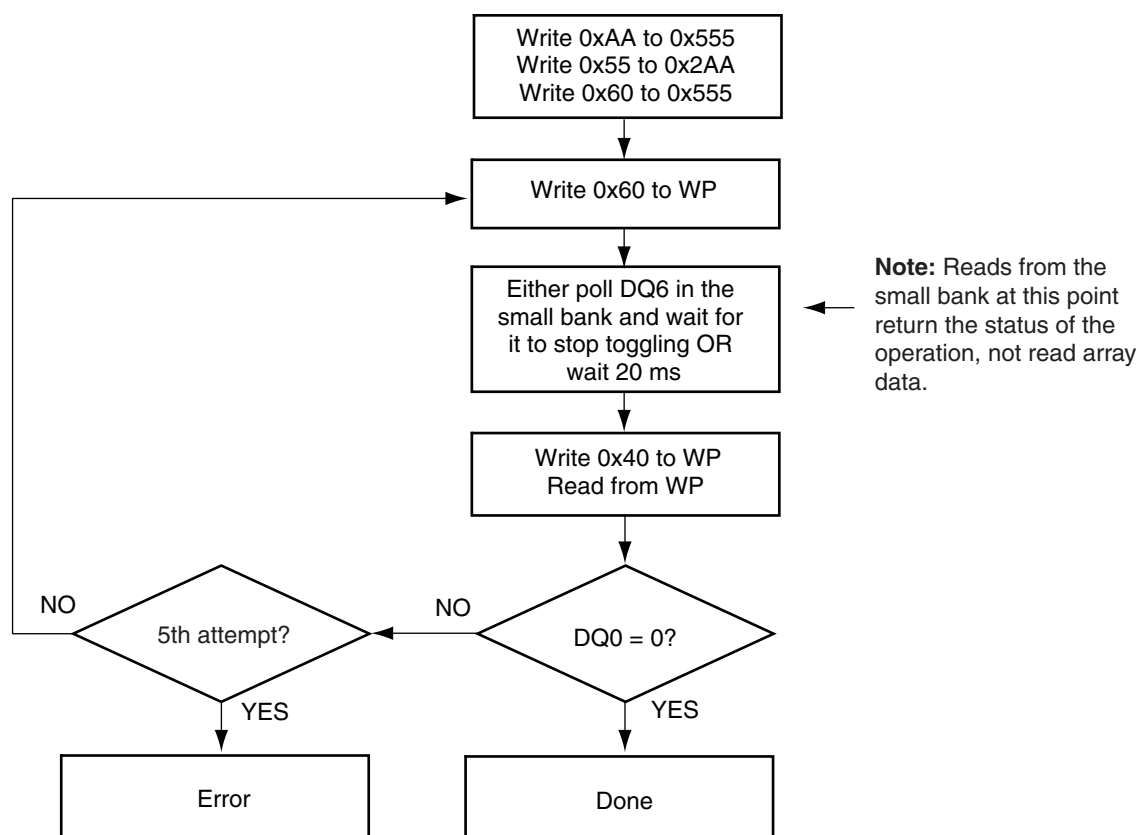 Write 0xAA to 0x555
Write 0x55 to 0x2AA
Write 0x60 to 0x555
Write 0x60 to WP
Either poll DQ6 in the
small bank and wait for
it to stop toggling OR
wait 20 ms
Note: Reads from the
small bank at this point
return the status of the
operation, not read array
data.
Write 0x40 to WP
Read from WP
NO
5th attempt?
NO
DQ0 = 0?
YES
YES
Error
Done